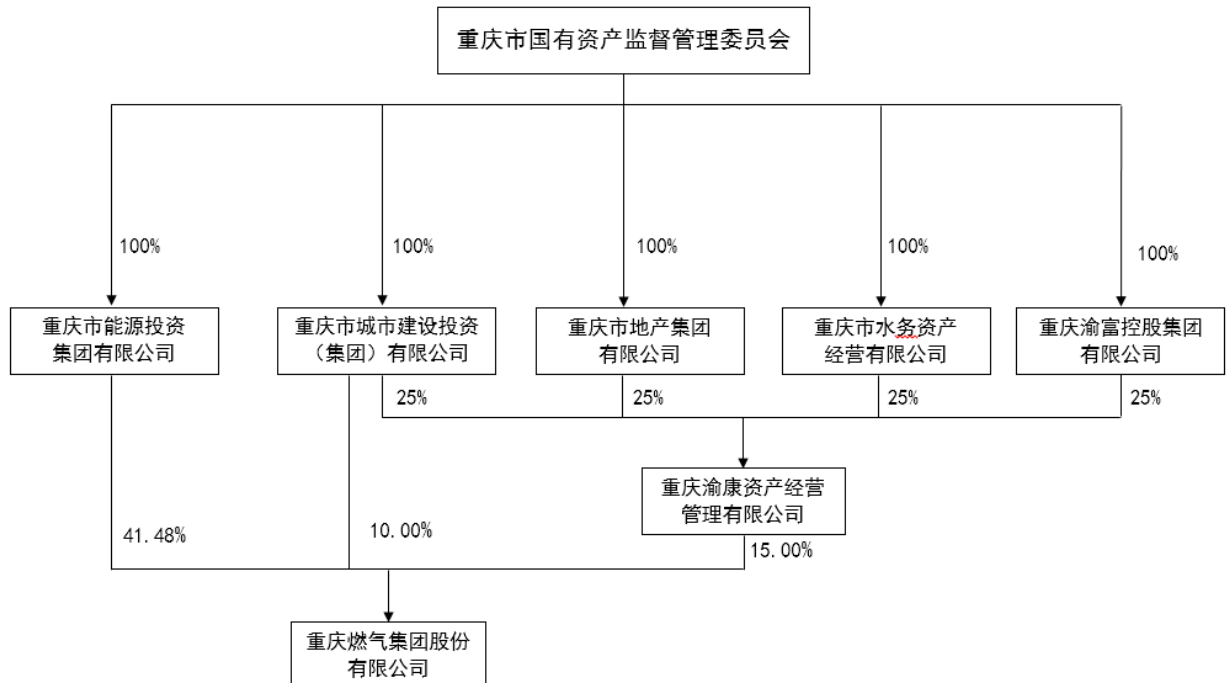 重庆市国有资产监督管理委员会
100%
100%
100%
100%
100%
重庆市能源投资
集团有限公司
重庆市城市建设投资
（集团）有限公司
重庆市地产集团
有限公司
重庆市水务资产
经营有限公司
重庆渝富控股集团
有限公司
25%
25%
25%
25%
重庆渝康资产经营
管理有限公司
41.48%
10.00%
15.00%
重庆燃气集团股份
有限公司